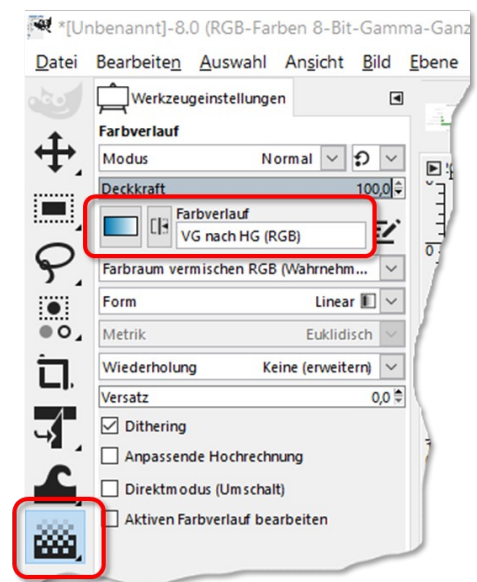 *[Unbenannt]-8.0 (RGB-Farben 8-Bit-Gamma-Ganz
Datei Bearbeiten Auswahl Ansicht Bild Ebene
Werkzeugeinstellungen
Farbverlauf
Modus Normal
Deckkraft 100,0
Farbverlauf
VG nach HG (RGB)
Farbraum vermischen RGB (Wahrnehm...
Form Linear
Metrik Euklidisch
Wiederholung Keine (erweitern)
Versatz 0,0
Dithering
Anpassende Hochrechnung
Direktmodus (Umschalt)
Aktiven Farbverlauf bearbeiten